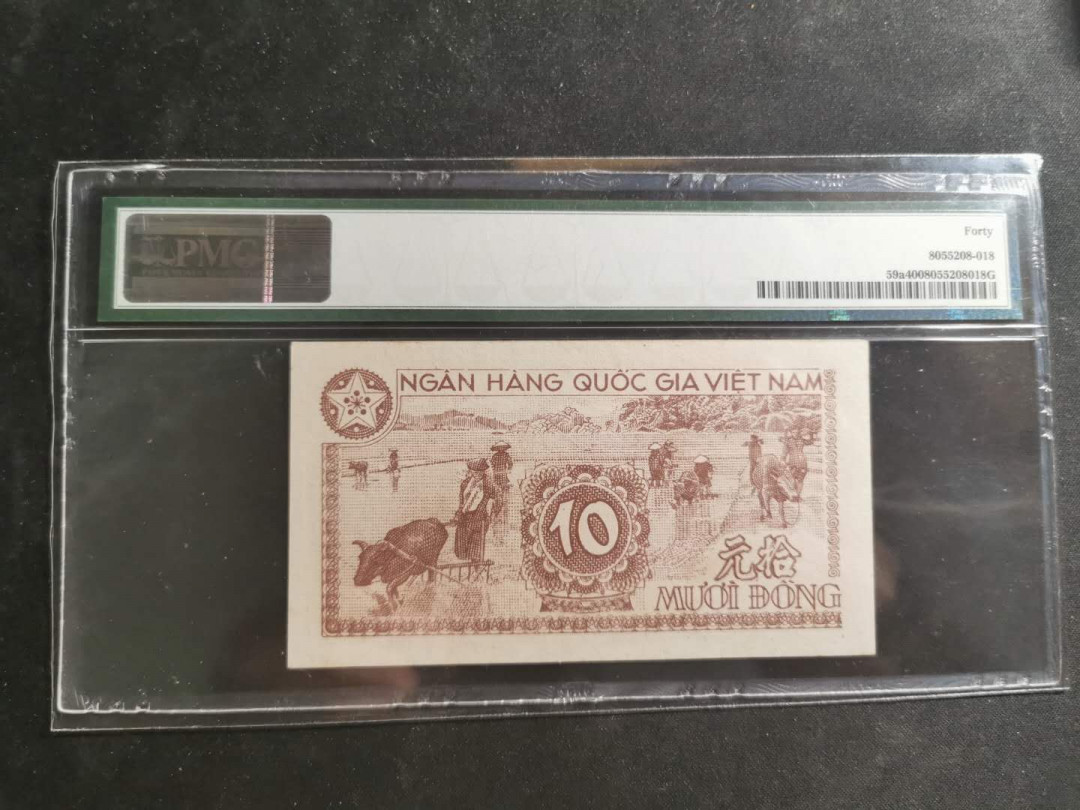 PMG
Forty
8055208-018
59a4008055208018G
NGÂN HÀNG QUỐC GIA VIỆT NAM
10
元拾
MƯỜI ĐỒNG